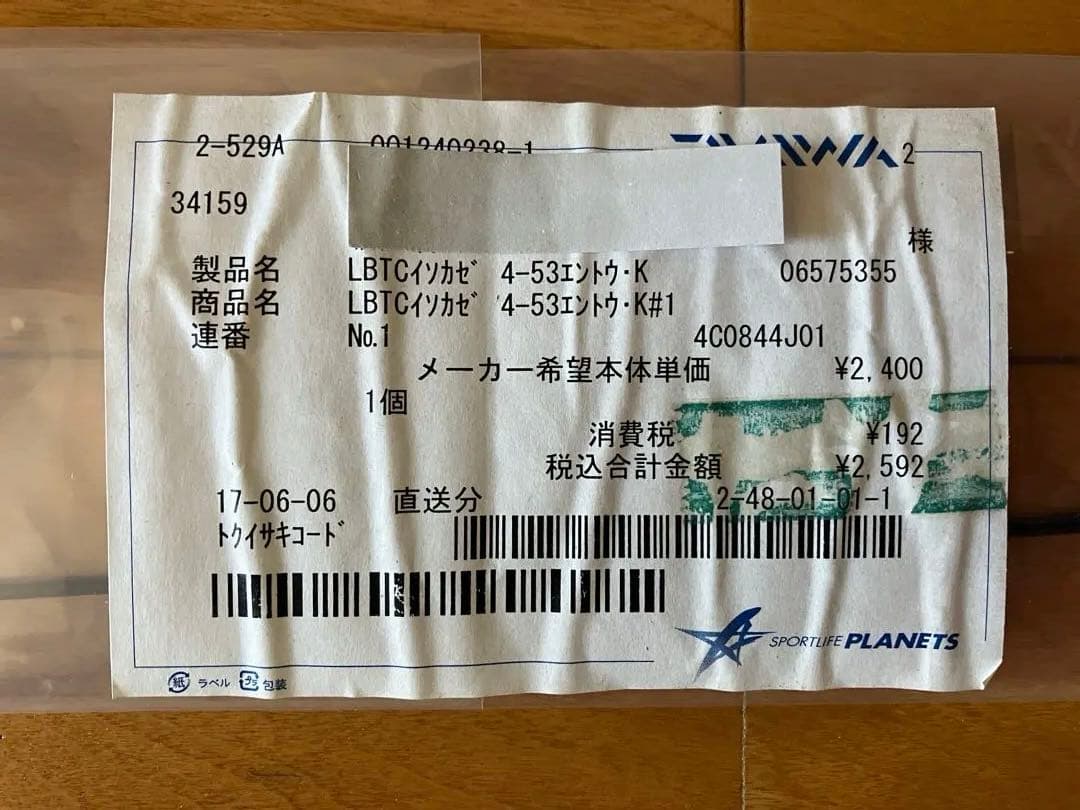 2-529A 001240238-1 DAIWA 2
34159
様
製品名 LBTCイソカゼ 4-53エントウ・K 06575355
商品名 LBTCイソカゼ 4-53エントウ・K#1
連番 No.1 4C0844J01
メーカー希望本体単価 ¥2,400
1個
消費税 ¥192
税込合計金額 ¥2,592
17-06-06 直送分 2-48-01-01-1
トクイサキコード
SPORTLIFE PLANETS
紙 ラベル プラ 包装